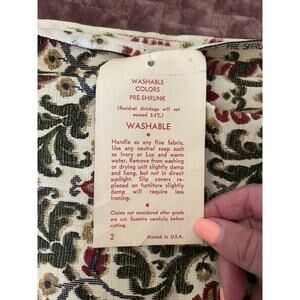 WASHABLE
COLORS
PRE-SHRUNK
(Residual shrinkage will not
exceed 2-3%)
WASHABLE
Handle as any fine fabric.
Use any neutral soap such
as Ivory or Lux and warm
water. Remove from washing
or drying unit slightly damp
and hang, but not in direct
sunlight. Slip covers re-
placed on furniture slightly
damp will require less
ironing.
Claims not considered after goods
are cut. Examine carefully before
cutting.
2 Printed in U.S.A.
PRE-SHRUN